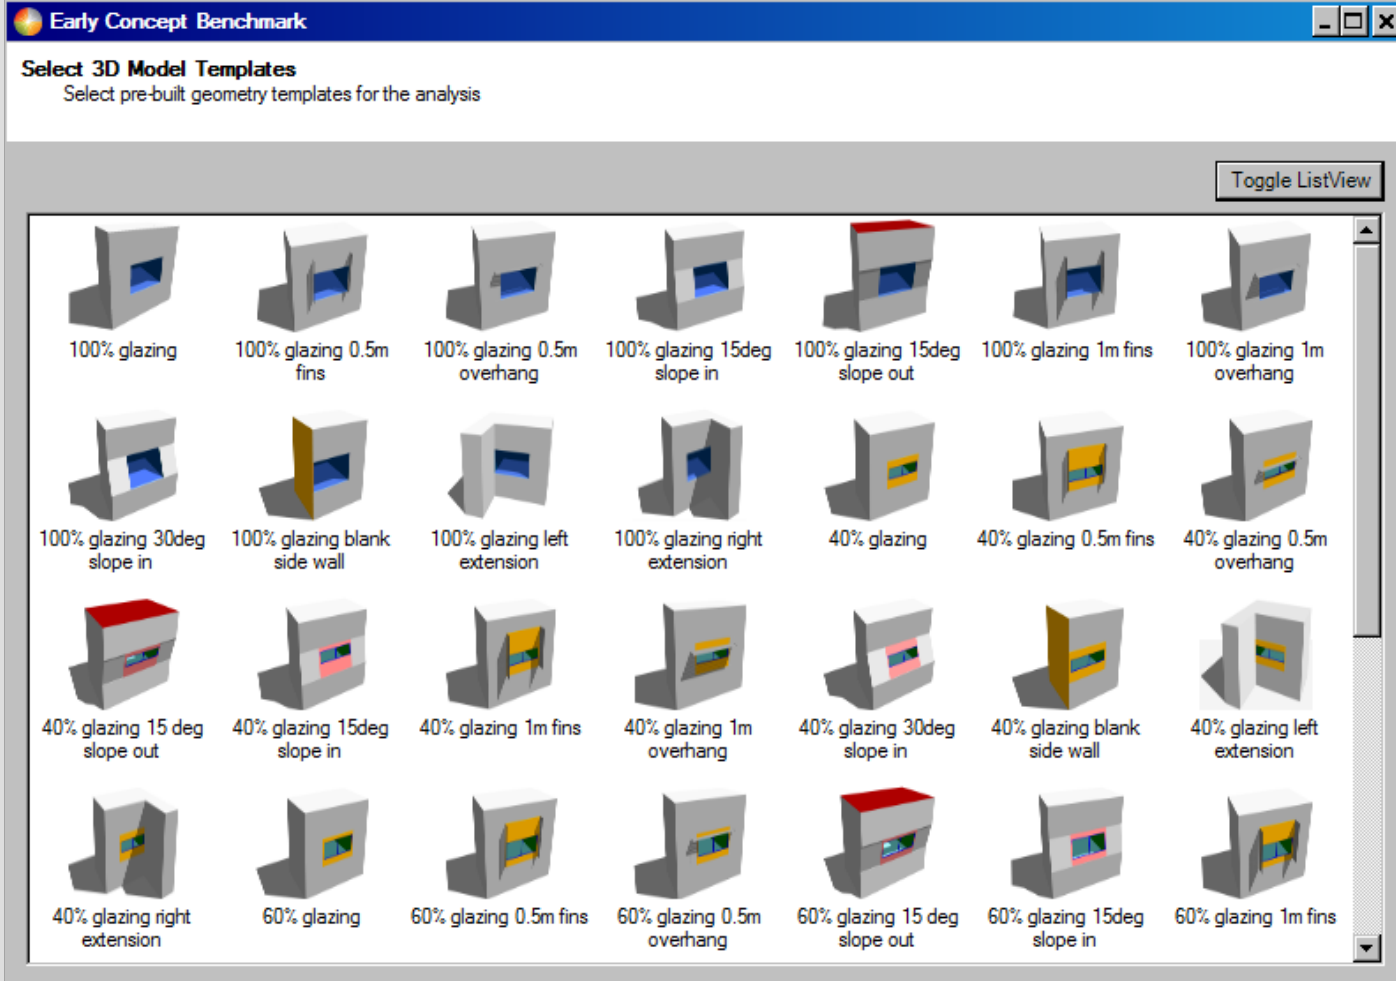 Early Concept Benchmark
Select 3D Model Templates
Select pre-built geometry templates for the analysis
Toggle ListView
100% glazing
100% glazing 0.5m
fins
100% glazing 0.5m
overhang
100% glazing 15deg
slope in
100% glazing 15deg
slope out
100% glazing 1m fins
100% glazing 1m
overhang
100% glazing 30deg
slope in
100% glazing blank
side wall
100% glazing left
extension
100% glazing right
extension
40% glazing
40% glazing 0.5m fins
40% glazing 0.5m
overhang
40% glazing 15 deg
slope out
40% glazing 15deg
slope in
40% glazing 1m fins
40% glazing 1m
overhang
40% glazing 30deg
slope in
40% glazing blank
side wall
40% glazing left
extension
40% glazing right
extension
60% glazing
60% glazing 0.5m fins
60% glazing 0.5m
overhang
60% glazing 15 deg
slope out
60% glazing 15deg
slope in
60% glazing 1m fins